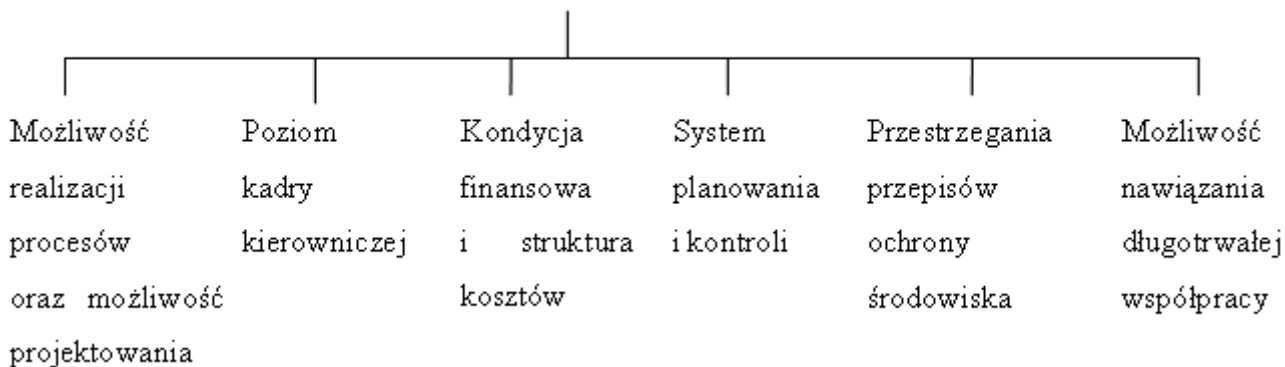 Możliwość
realizacji
procesów
oraz możliwość
projektowania
Poziom
kadry
kierowniczej
Kondycja
finansowa
i struktura
kosztów
System
planowania
i kontroli
Przestrzegania
przepisów
ochrony
środowiska
Możliwość
nawiązania
długotrwałej
współpracy